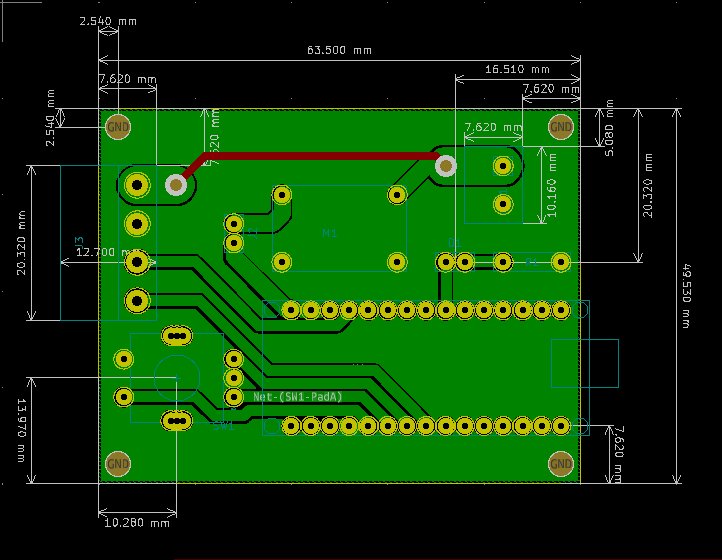 2.540 mm
63.500 mm
16.510 mm
7.620 mm
7.620 mm
2.540 mm
GND
GND
5.080 mm
7.620 mm
7.620 mm
10.160 mm
20.320 mm
M1
J3
12.700 mm
20.320 mm
49.530 mm
Net-(SW1-PadA)
SW1
13.970 mm
7.620 mm
GND
GND
10.280 mm